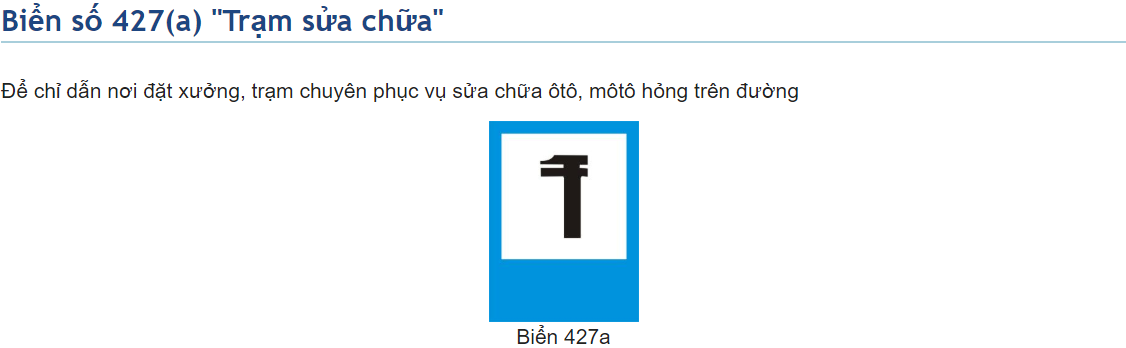 Biển số 427(a) "Trạm sửa chữa"
Để chỉ dẫn nơi đặt xưởng, trạm chuyên phục vụ sửa chữa ôtô, môtô hỏng trên đường
Biển 427a